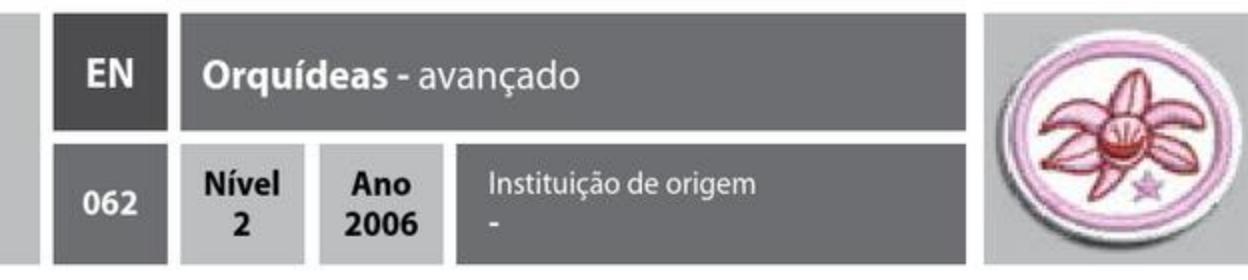 EN
Orquídeas - avançado
062
Nível
2
Ano
2006
Instituição de origem
-